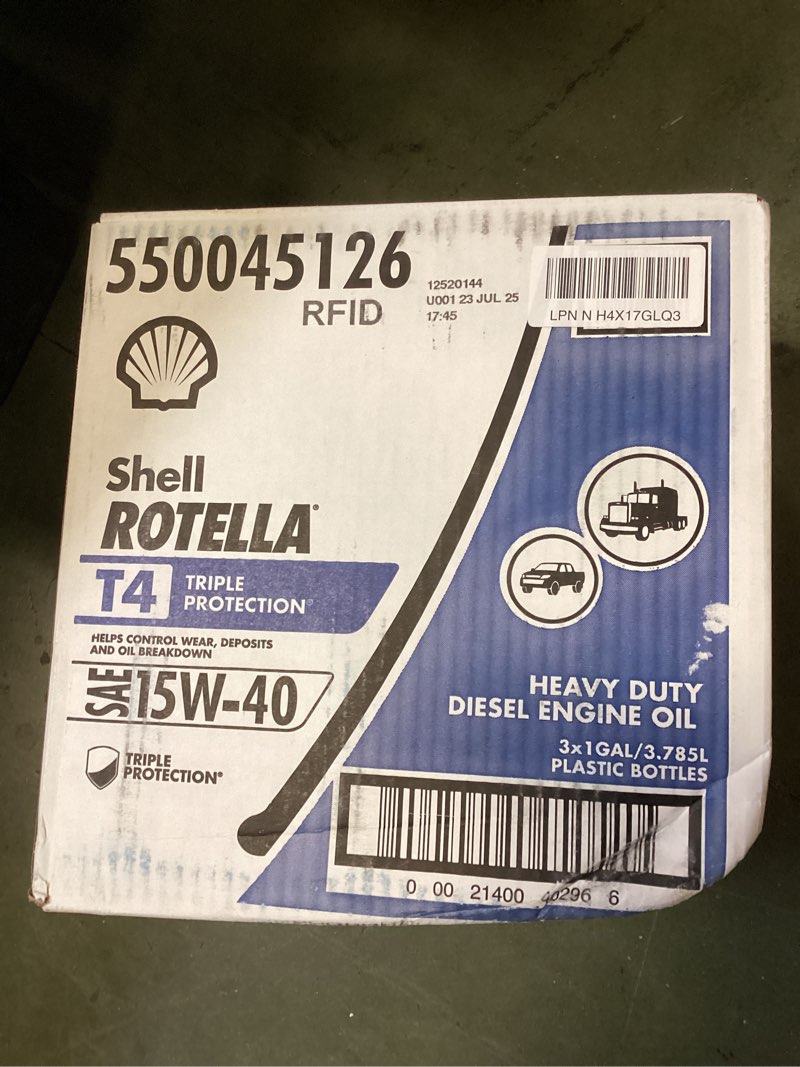 550045126
RFID
12520144
U001 23 JUL 25
17:45
LPN N H4X17GLQ3
Shell
ROTELLA®
T4 TRIPLE
PROTECTION®
HELPS CONTROL WEAR, DEPOSITS
AND OIL BREAKDOWN
SAE 15W-40
TRIPLE
PROTECTION®
HEAVY DUTY
DIESEL ENGINE OIL
3x1GAL/3.785L
PLASTIC BOTTLES
0 00 21400 40296 6